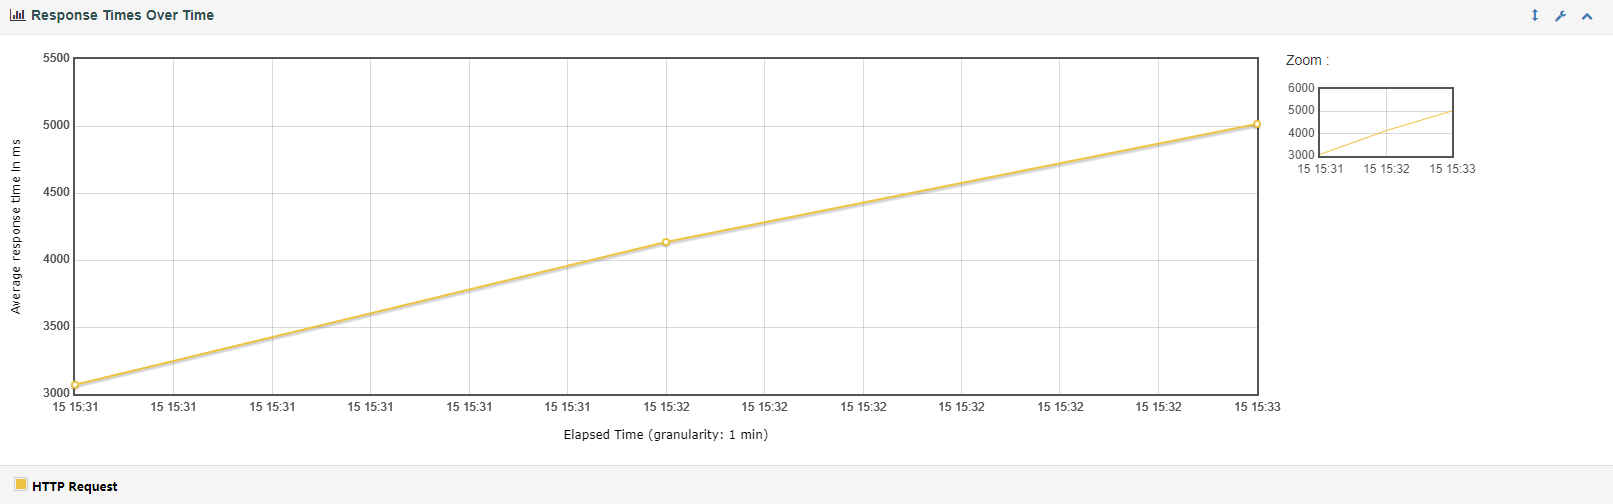 Response Times Over Time
Zoom :
5500
5000
4500
4000
3500
3000
Average response time in ms
15 15:31 15 15:31 15 15:31 15 15:31 15 15:31 15 15:31 15 15:32 15 15:32 15 15:32 15 15:32 15 15:32 15 15:32 15 15:33
Elapsed Time (granularity: 1 min)
6000
5000
4000
3000
15 15:31 15 15:32 15 15:33
HTTP Request